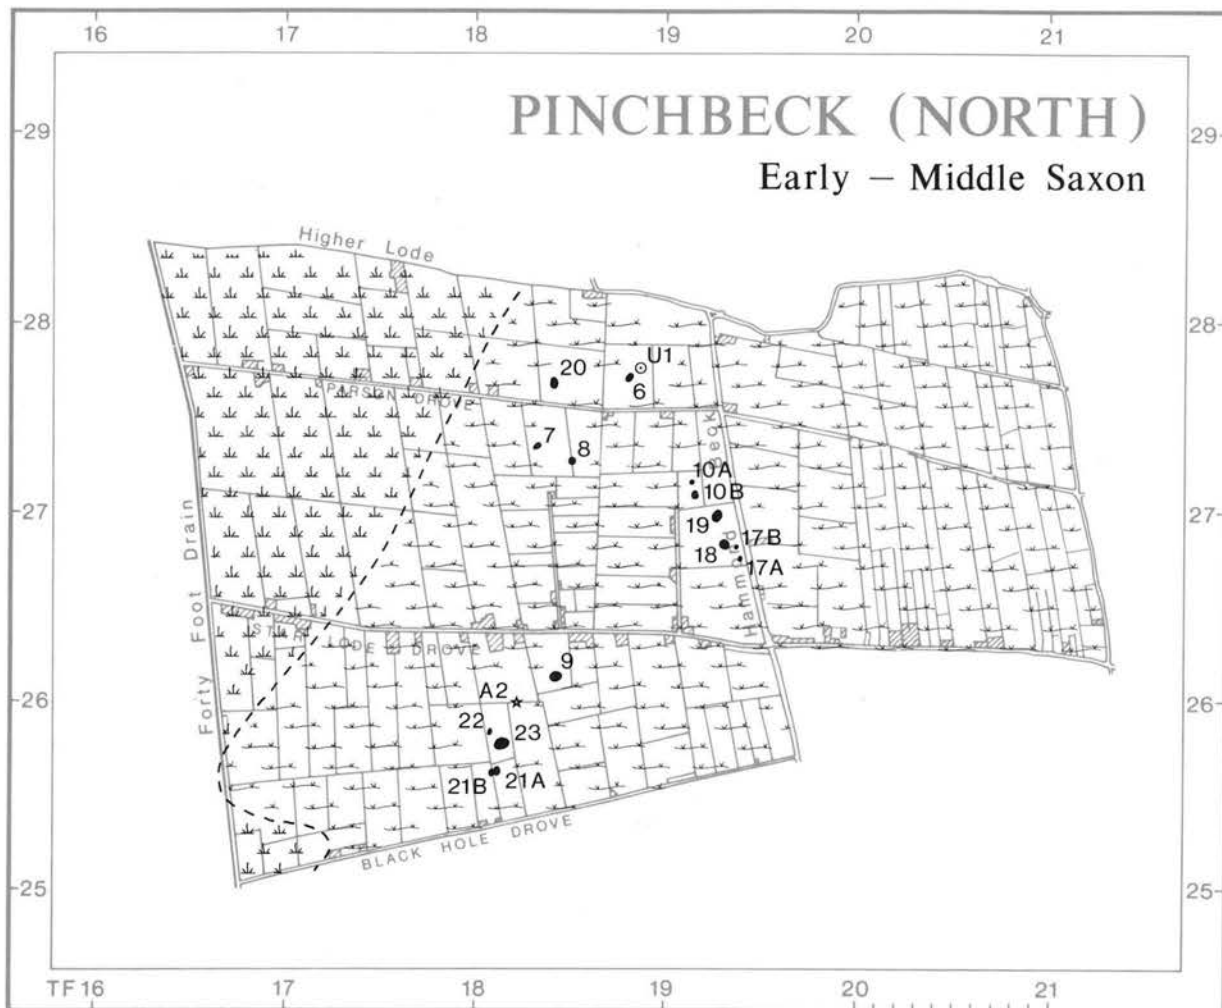 16 17 18 19 20 21
29 29
PINCHBECK (NORTH)
Early – Middle Saxon
Higher Lode
28 28
U1
20
6
PARSON DROVE
7
8
Beck
10A
10B
27 27
19
17B
18
17A
Hammond
Forty Foot Drain
LODE DROVE
9
26 26
A2
22
23
21B 21A
BLACK HOLE DROVE
25 25
TF 16 17 18 19 20 21